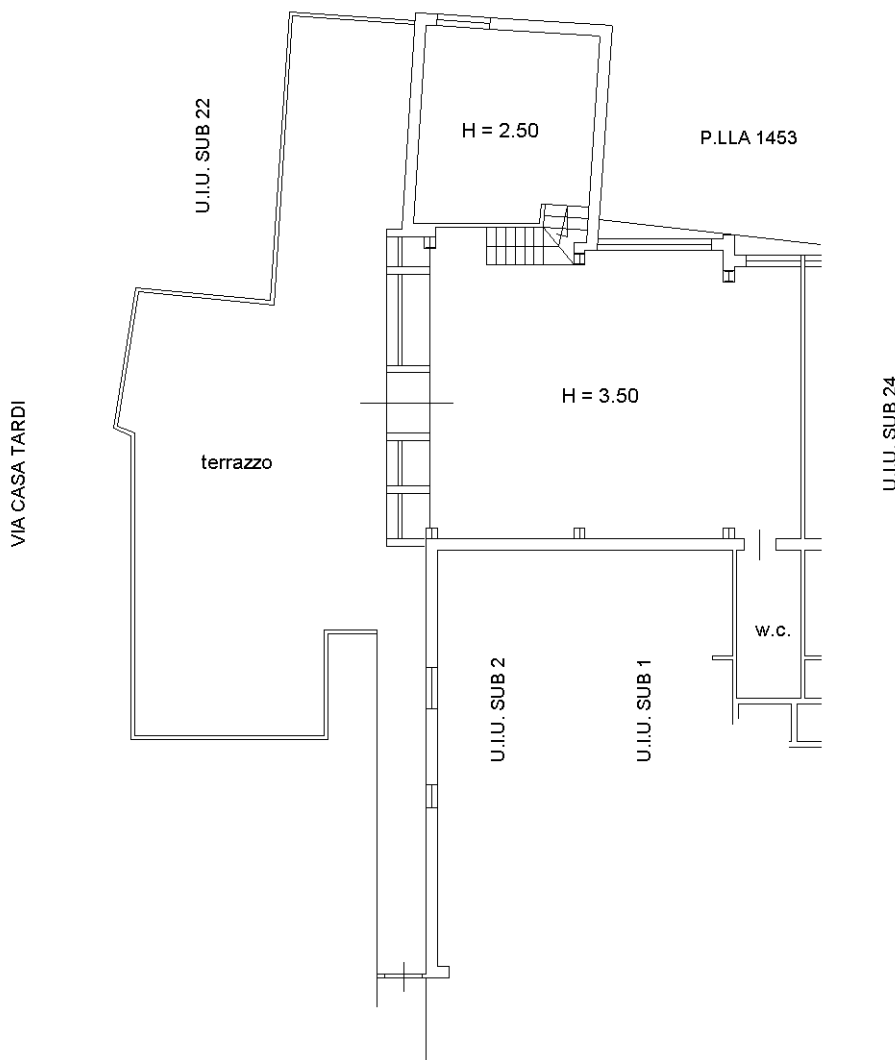 U.I.U. SUB 22
H = 2.50
P.LLA 1453
VIA CASA TARDI
terrazzo
H = 3.50
U.I.U. SUB 24
U.I.U. SUB 2
U.I.U. SUB 1
w.c.